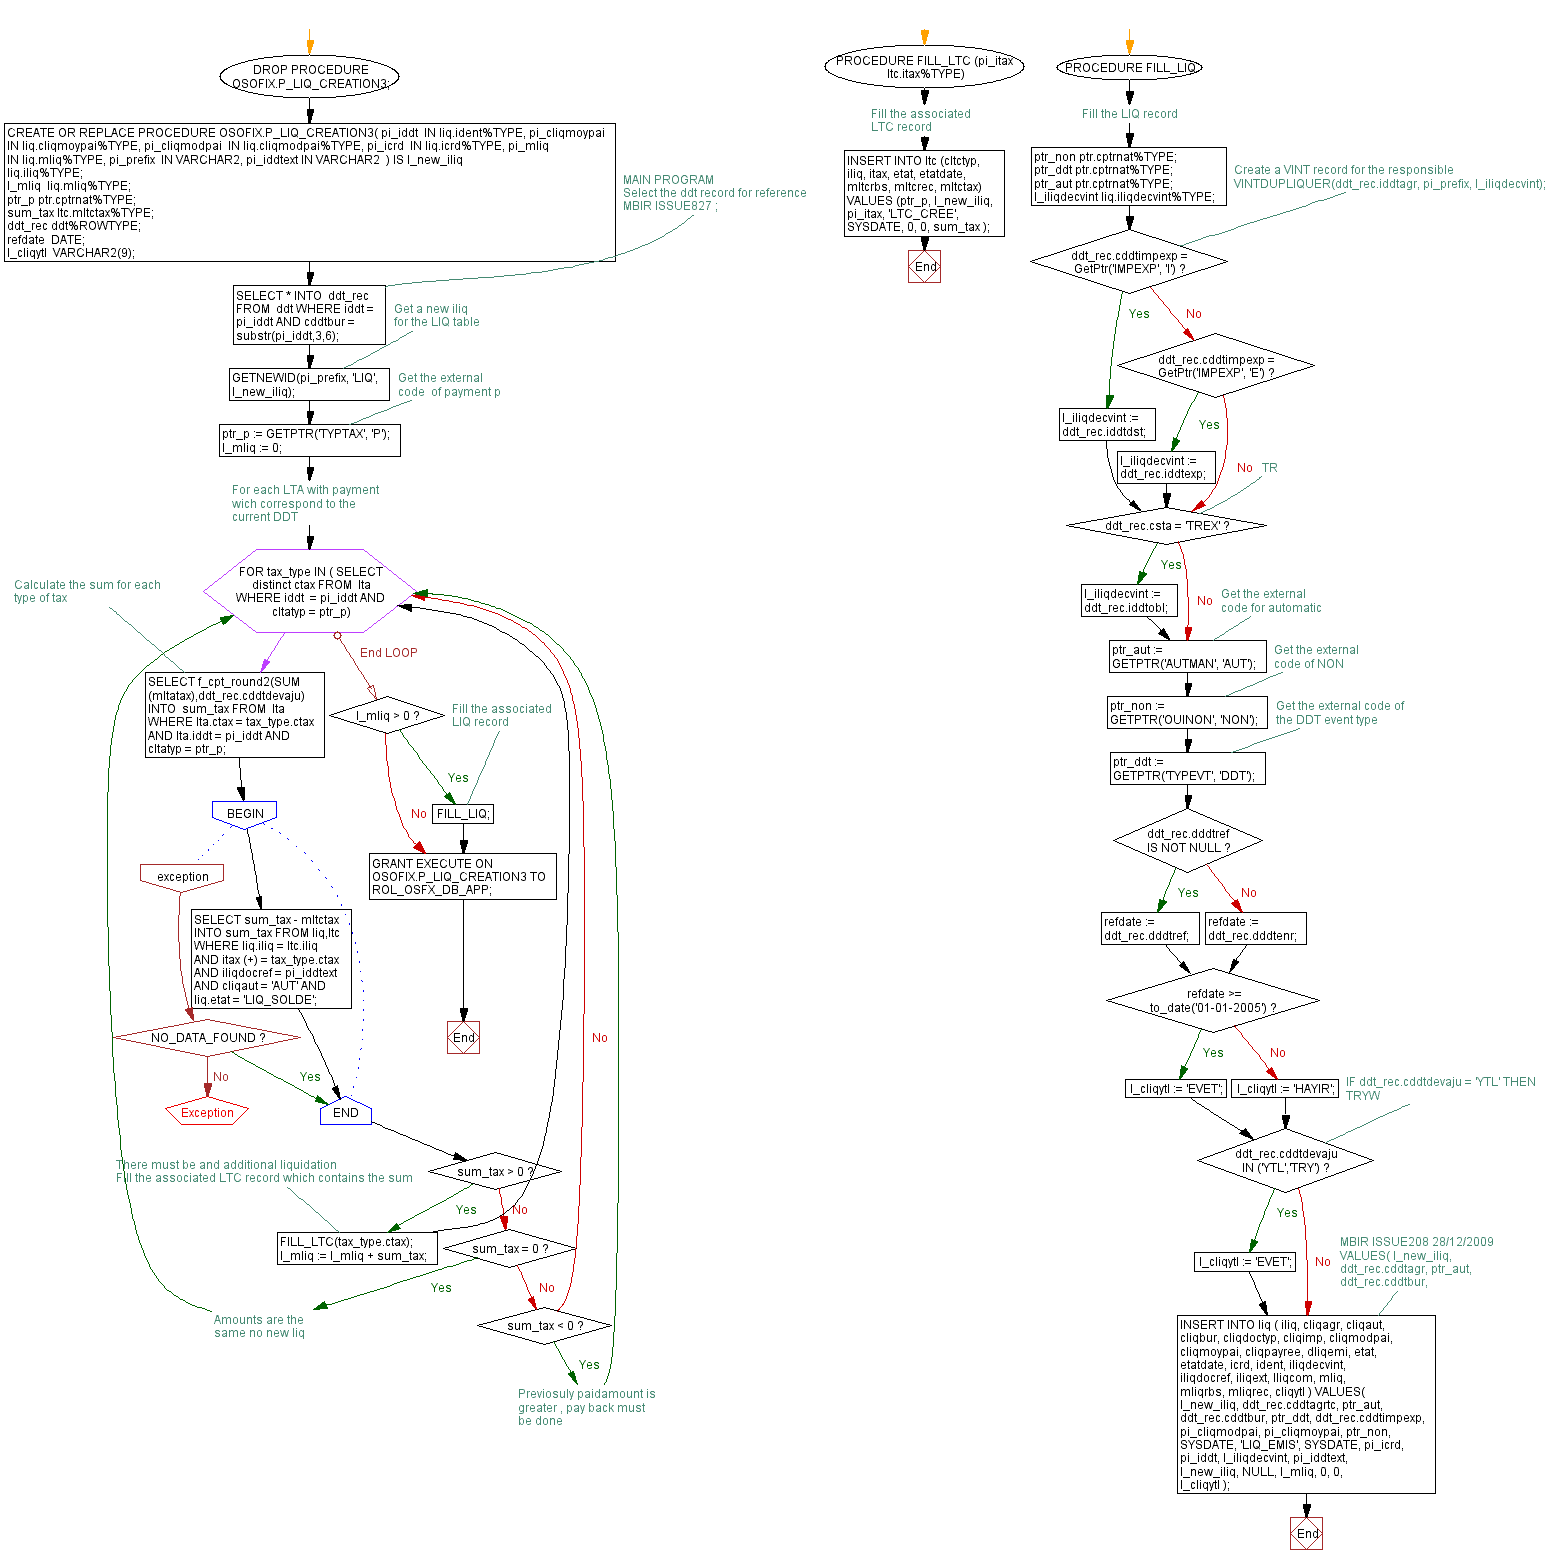 DROP PROCEDURE
OSOFIX.P_LIQ_CREATION3;
CREATE OR REPLACE PROCEDURE OSOFIX.P_LIQ_CREATION3( pi_iddt  IN liq.ident%TYPE, pi_cliqmoypai
IN liq.cliqmoypai%TYPE, pi_cliqmodpai  IN liq.cliqmodpai%TYPE, pi_icrd  IN liq.icrd%TYPE, pi_mliq
IN liq.mliq%TYPE, pi_prefix  IN VARCHAR2, pi_iddtext IN VARCHAR2  ) IS l_new_iliq
liq.iliq%TYPE;
l_mliq  liq.mliq%TYPE;
ptr_p ptr.cptrnat%TYPE;
sum_tax ltc.mltctax%TYPE;
ddt_rec ddt%ROWTYPE;
refdate  DATE;
l_cliqytl  VARCHAR2(9);
MAIN PROGRAM
Select the ddt record for reference
MBIR ISSUE827 ;
SELECT * INTO  ddt_rec
FROM  ddt WHERE iddt =
pi_iddt AND cddtbur =
substr(pi_iddt,3,6);
Get a new iliq
for the LIQ table
GETNEWID(pi_prefix, 'LIQ',
l_new_iliq);
Get the external
code  of payment p
ptr_p := GETPTR('TYPTAX', 'P');
l_mliq := 0;
For each LTA with payment
wich correspond to the
current DDT
FOR tax_type IN ( SELECT
distinct ctax FROM  lta
WHERE iddt  = pi_iddt AND
cltatyp = ptr_p)
Calculate the sum for each
type of tax
End LOOP
SELECT f_cpt_round2(SUM
(mltatax),ddt_rec.cddtdevaju)
INTO  sum_tax FROM  lta
WHERE lta.ctax = tax_type.ctax
AND lta.iddt = pi_iddt AND
cltatyp = ptr_p;
l_mliq > 0 ?
Fill the associated
LIQ record
Yes
No
FILL_LIQ;
GRANT EXECUTE ON
OSOFIX.P_LIQ_CREATION3 TO
ROL_OSFX_DB_APP;
End
BEGIN
exception
SELECT sum_tax - mltctax
INTO sum_tax FROM liq,ltc
WHERE liq.iliq = ltc.iliq
AND itax (+) = tax_type.ctax
AND iliqdocref = pi_iddtext
AND cliqaut = 'AUT' AND
liq.etat = 'LIQ_SOLDE';
NO_DATA_FOUND ?
No
Yes
Exception
END
There must be and additional liquidation
Fill the associated LTC record which contains the sum
sum_tax > 0 ?
Yes
No
FILL_LTC(tax_type.ctax);
l_mliq := l_mliq + sum_tax;
sum_tax = 0 ?
Yes
No
Amounts are the
same no new liq
sum_tax < 0 ?
No
Yes
Previosuly paidamount is
greater , pay back must
be done
PROCEDURE FILL_LTC (pi_itax
ltc.itax%TYPE)
Fill the associated
LTC record
INSERT INTO ltc (cltctyp,
iliq, itax, etat, etatdate,
mltcrbs, mltcrec, mltctax)
VALUES (ptr_p, l_new_iliq,
pi_itax, 'LTC_CREE',
SYSDATE, 0, 0, sum_tax );
End
PROCEDURE FILL_LIQ
Fill the LIQ record
ptr_non ptr.cptrnat%TYPE;
ptr_ddt ptr.cptrnat%TYPE;
ptr_aut ptr.cptrnat%TYPE;
l_iliqdecvint liq.iliqdecvint%TYPE;
Create a VINT record for the responsible
VINTDUPLIQUER(ddt_rec.iddtagr, pi_prefix, l_iliqdecvint);
ddt_rec.cddtimpexp =
GetPtr('IMPEXP', 'I') ?
Yes
No
ddt_rec.cddtimpexp =
GetPtr('IMPEXP', 'E') ?
l_iliqdecvint :=
ddt_rec.iddtdst;
Yes
No
l_iliqdecvint :=
ddt_rec.iddtexp;
TR
ddt_rec.csta = 'TREX' ?
Yes
No
l_iliqdecvint :=
ddt_rec.iddtobl;
Get the external
code for automatic
ptr_aut :=
GETPTR('AUTMAN', 'AUT');
Get the external
code of NON
ptr_non :=
GETPTR('OUINON', 'NON');
Get the external code of
the DDT event type
ptr_ddt :=
GETPTR('TYPEVT', 'DDT');
ddt_rec.dddtref
IS NOT NULL ?
Yes
No
refdate :=
ddt_rec.dddtref;
refdate :=
ddt_rec.dddtenr;
refdate >=
to_date('01-01-2005') ?
Yes
No
l_cliqytl := 'EVET';
l_cliqytl := 'HAYIR';
IF ddt_rec.cddtdevaju = 'YTL' THEN
TRYW
ddt_rec.cddtdevaju
IN ('YTL','TRY') ?
Yes
No
l_cliqytl := 'EVET';
MBIR ISSUE208 28/12/2009
VALUES( l_new_iliq,
ddt_rec.cddtagr, ptr_aut,
ddt_rec.cddtbur,
INSERT INTO liq ( iliq, cliqagr, cliqaut,
cliqbur, cliqdoctyp, cliqimp, cliqmodpai,
cliqmoypai, cliqpayree, dliqemi, etat,
etatdate, icrd, ident, iliqdecvint,
iliqdocref, iliqext, lliqcom, mliq,
mliqrbs, mliqrec, cliqytl ) VALUES(
l_new_iliq, ddt_rec.cddtagrtc, ptr_aut,
ddt_rec.cddtbur, ptr_ddt, ddt_rec.cddtimpexp,
pi_cliqmodpai, pi_cliqmoypai, ptr_non,
SYSDATE, 'LIQ_EMIS', SYSDATE, pi_icrd,
pi_iddt, l_iliqdecvint, pi_iddtext,
l_new_iliq, NULL, l_mliq, 0, 0,
l_cliqytl );
End